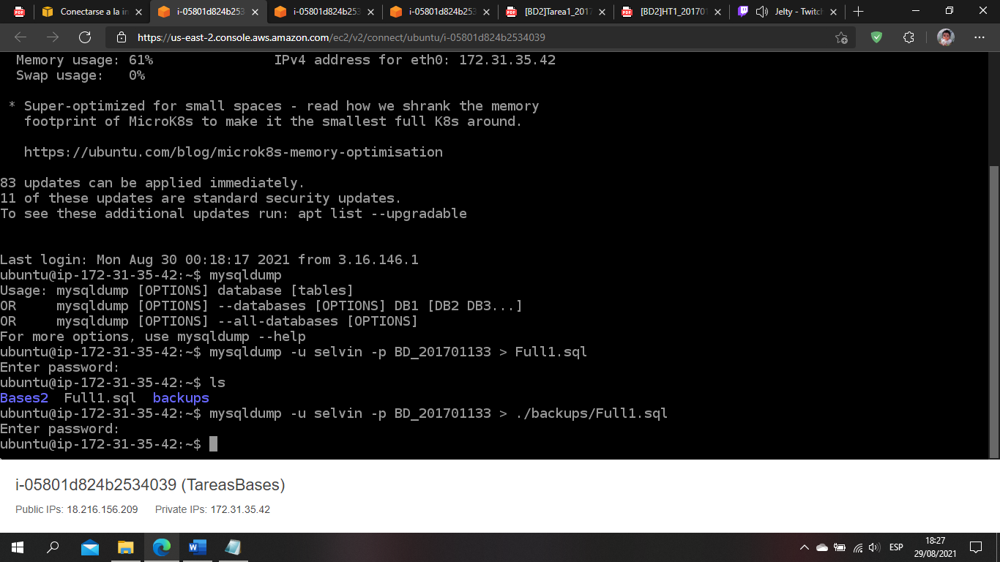 Conectarse a la in
i-05801d824b253
i-05801d824b253
i-05801d824b253
[BD2]Tarea1_2017
[BD2]HT1_20170
Jelty - Twitch
https://us-east-2.console.aws.amazon.com/ec2/v2/connect/ubuntu/i-05801d824b2534039
Memory usage: 61% IPv4 address for eth0: 172.31.35.42
Swap usage: 0%
* Super-optimized for small spaces - read how we shrank the memory
footprint of MicroK8s to make it the smallest full K8s around.
https://ubuntu.com/blog/microk8s-memory-optimisation
83 updates can be applied immediately.
11 of these updates are standard security updates.
To see these additional updates run: apt list --upgradable
Last login: Mon Aug 30 00:18:17 2021 from 3.16.146.1
ubuntu@ip-172-31-35-42:~$ mysqldump
Usage: mysqldump [OPTIONS] database [tables]
OR mysqldump [OPTIONS] --databases [OPTIONS] DB1 [DB2 DB3...]
OR mysqldump [OPTIONS] --all-databases [OPTIONS]
For more options, use mysqldump --help
ubuntu@ip-172-31-35-42:~$ mysqldump -u selvin -p BD_201701133 > Full1.sql
Enter password:
ubuntu@ip-172-31-35-42:~$ ls
Bases2 Full1.sql backups
ubuntu@ip-172-31-35-42:~$ mysqldump -u selvin -p BD_201701133 > ./backups/Full1.sql
Enter password:
ubuntu@ip-172-31-35-42:~$
i-05801d824b2534039 (TareasBases)
Public IPs: 18.216.156.209 Private IPs: 172.31.35.42
ESP
18:27
29/08/2021